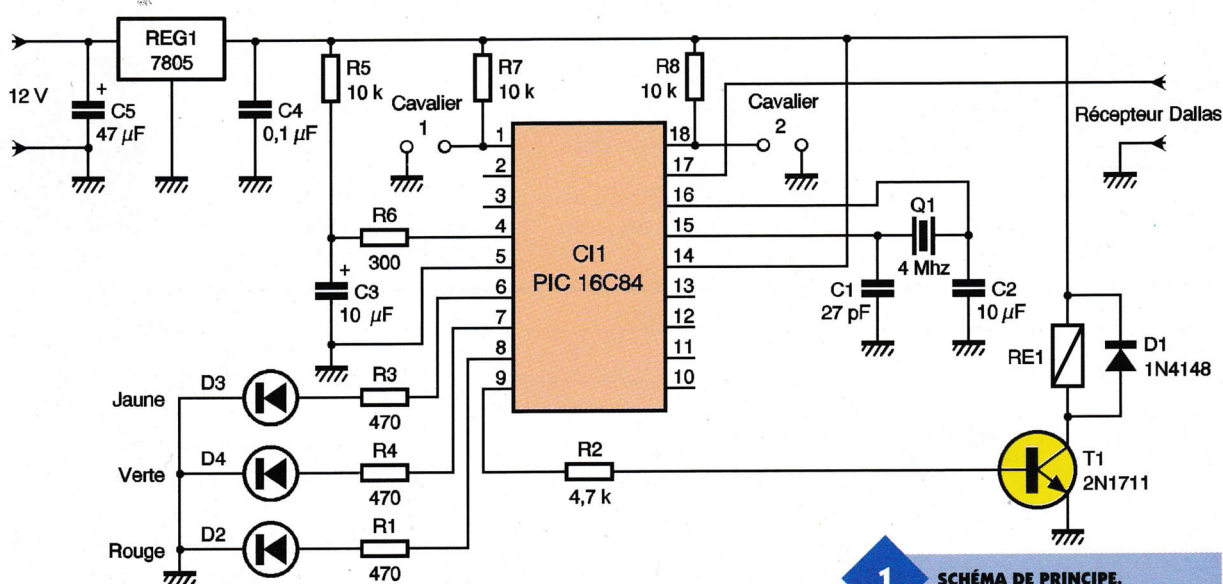 REG1
7805
12 V
+
C5
47 µF
C4
0,1 µF
R5
10 k
R7
10 k
R8
10 k
Cavalier
1
Cavalier
2
Récepteur Dallas
R6
300
+
C3
10 µF
CI1
PIC 16C84
1
2
3
4
5
6
7
8
9
18
17
16
15
14
13
12
11
10
Q1
4 Mhz
C1
27 pF
C2
10 µF
RE1
D1
1N4148
Jaune
D3
R3
470
Verte
D4
R4
470
Rouge
D2
R1
470
R2
4,7 k
T1
2N1711
1
SCHÉMA DE PRINCIPE.